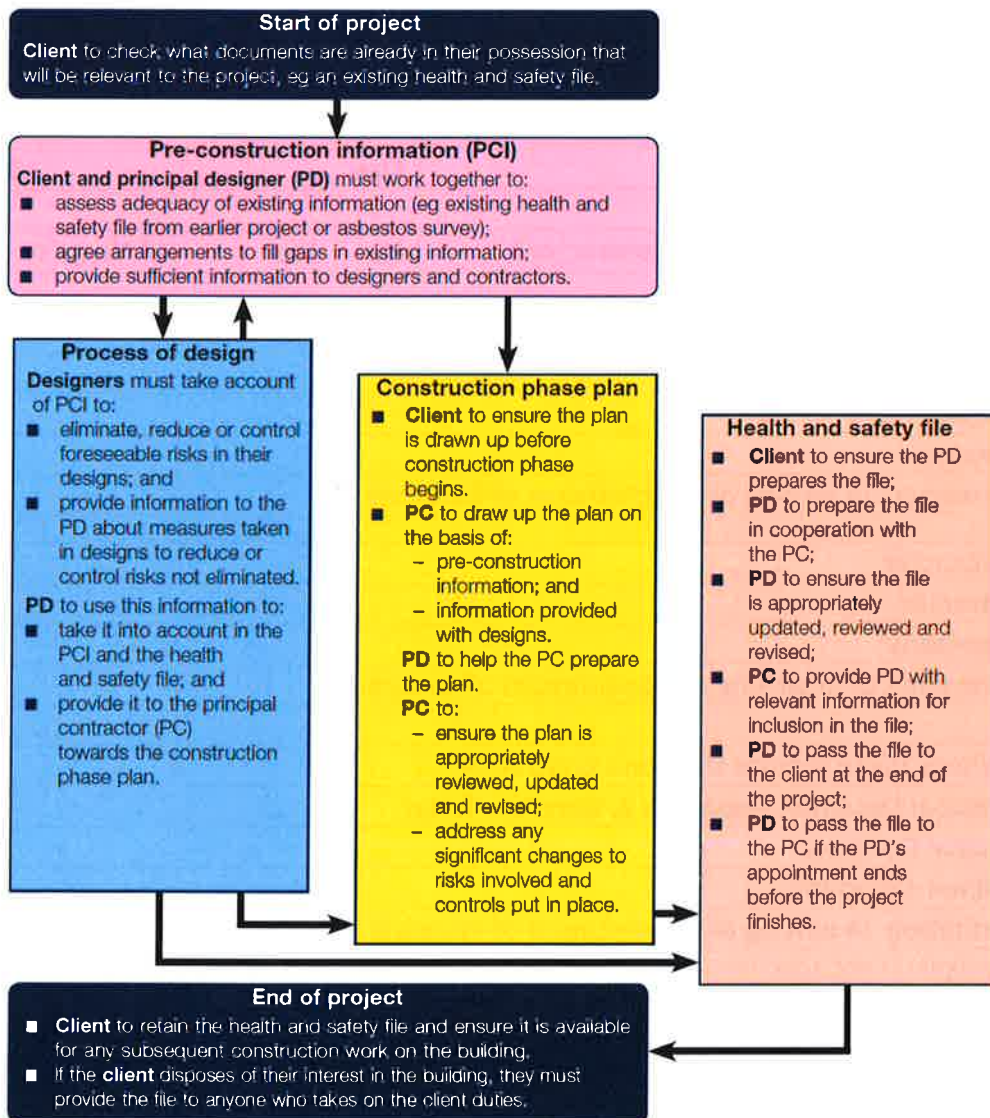 Start of project
Client to check what documents are already in their possession that
will be relevant to the project, eg an existing health and safety file.
Pre-construction information (PCI)
Client and principal designer (PD) must work together to:
■ assess adequacy of existing information (eg existing health and
safety file from earlier project or asbestos survey);
■ agree arrangements to fill gaps in existing information;
■ provide sufficient information to designers and contractors.
Process of design
Designers must take account
of PCI to:
■ eliminate, reduce or control
foreseeable risks in their
designs; and
■ provide information to the
PD about measures taken
in designs to reduce or
control risks not eliminated.
PD to use this information to:
■ take it into account in the
PCI and the health
and safety file; and
■ provide it to the principal
contractor (PC)
towards the construction
phase plan.
Construction phase plan
■ Client to ensure the plan
is drawn up before
construction phase
begins.
■ PC to draw up the plan on
the basis of:
– pre-construction
information; and
– information provided
with designs.
PD to help the PC prepare
the plan.
PC to:
– ensure the plan is
appropriately
reviewed, updated
and revised;
– address any
significant changes to
risks involved and
controls put in place.
Health and safety file
■ Client to ensure the PD
prepares the file;
■ PD to prepare the file
in cooperation with
the PC;
■ PD to ensure the file
is appropriately
updated, reviewed and
revised;
■ PC to provide PD with
relevant information for
inclusion in the file;
■ PD to pass the file to
the client at the end of
the project;
■ PD to pass the file to
the PC if the PD's
appointment ends
before the project
finishes.
End of project
■ Client to retain the health and safety file and ensure it is available
for any subsequent construction work on the building.
■ If the client disposes of their interest in the building, they must
provide the file to anyone who takes on the client duties.